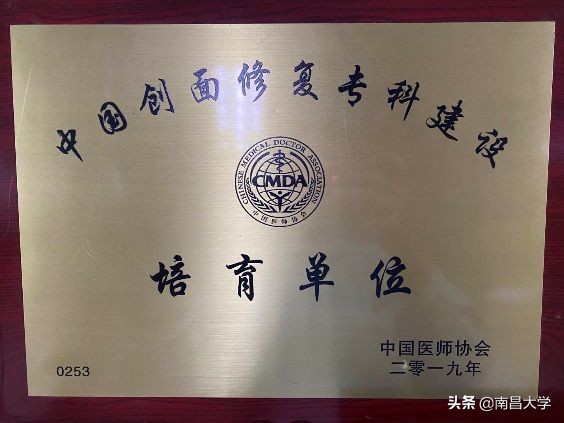 中国创面修复专科建设
CHINESE MEDICAL DOCTOR ASSOCIATION
CMDA
中国医师协会
培育单位
中国医师协会
0253
二零一九年
头条 @南昌大学